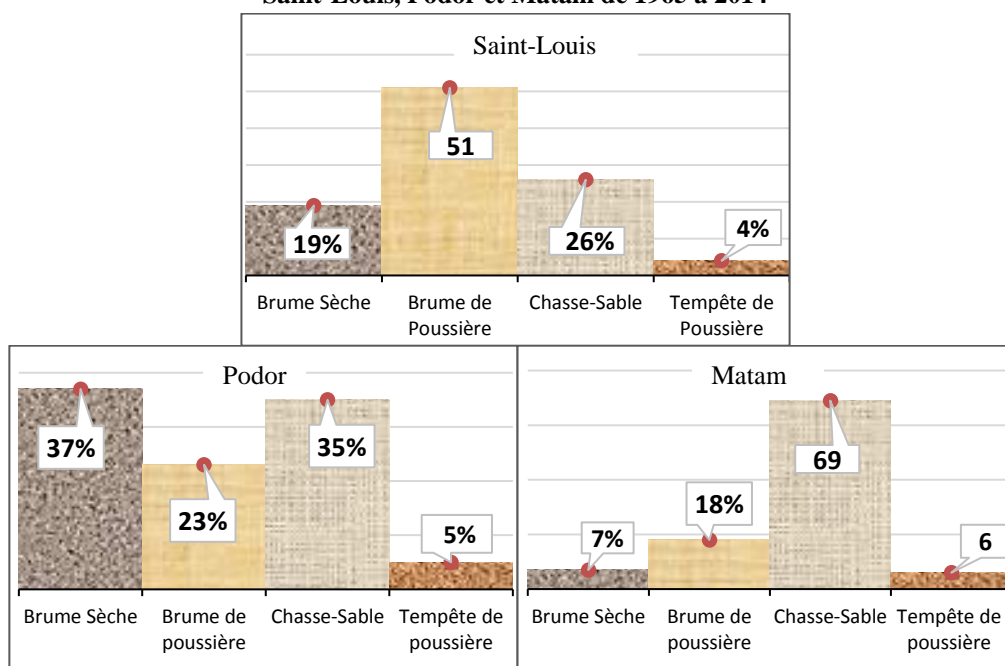 Saint-Louis, Podor et Matam de 1965 à 2014
Saint-Louis
51
19%
26%
4%
Brume Sèche
Brume de
Poussière
Chasse-Sable
Tempête de
Poussière
Podor
37%
23%
35%
5%
Brume Sèche
Brume de
poussière
Chasse-Sable
Tempête de
poussière
Matam
7%
18%
69
6
Brume Sèche
Brume de
poussière
Chasse-Sable
Tempête de
poussière